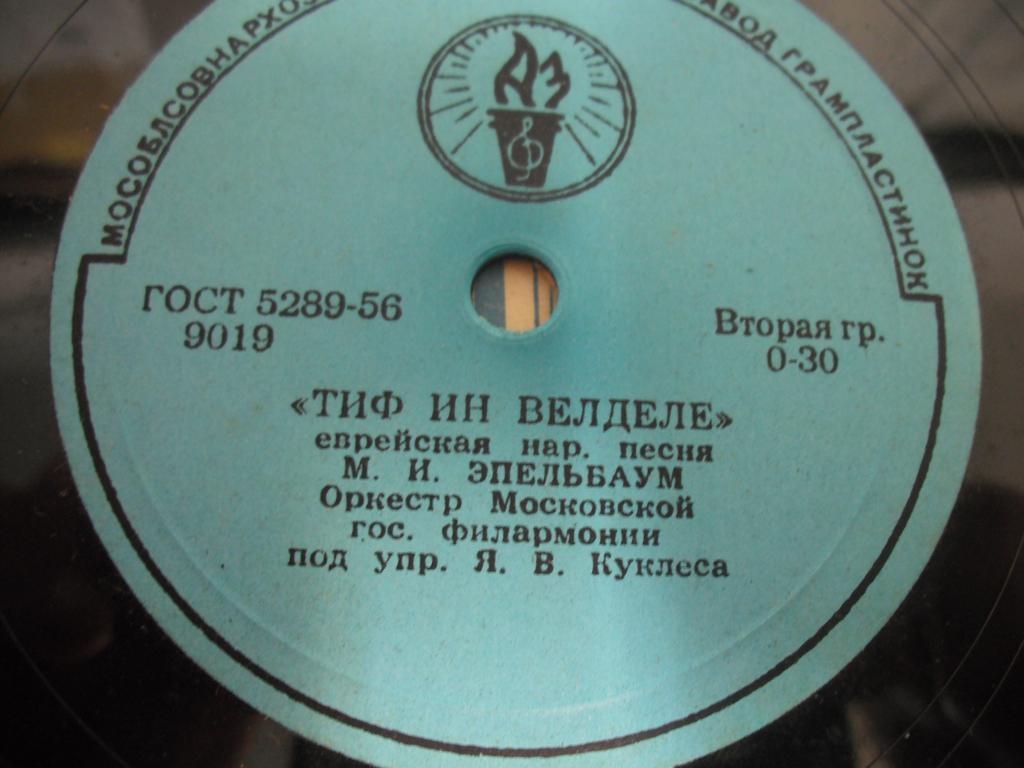 МОСОБЛСОВНАРХОЗ
ЗАВОД ГРАМПЛАСТИНОК
АЗ
ГОСТ 5289-56
9019
Вторая гр.
0-30
«ТИФ ИН ВЕЛДЕЛЕ»
еврейская нар. песня
М. И. ЭПЕЛЬБАУМ
Оркестр Московской
гос. филармонии
под упр. Я. В. Куклеса